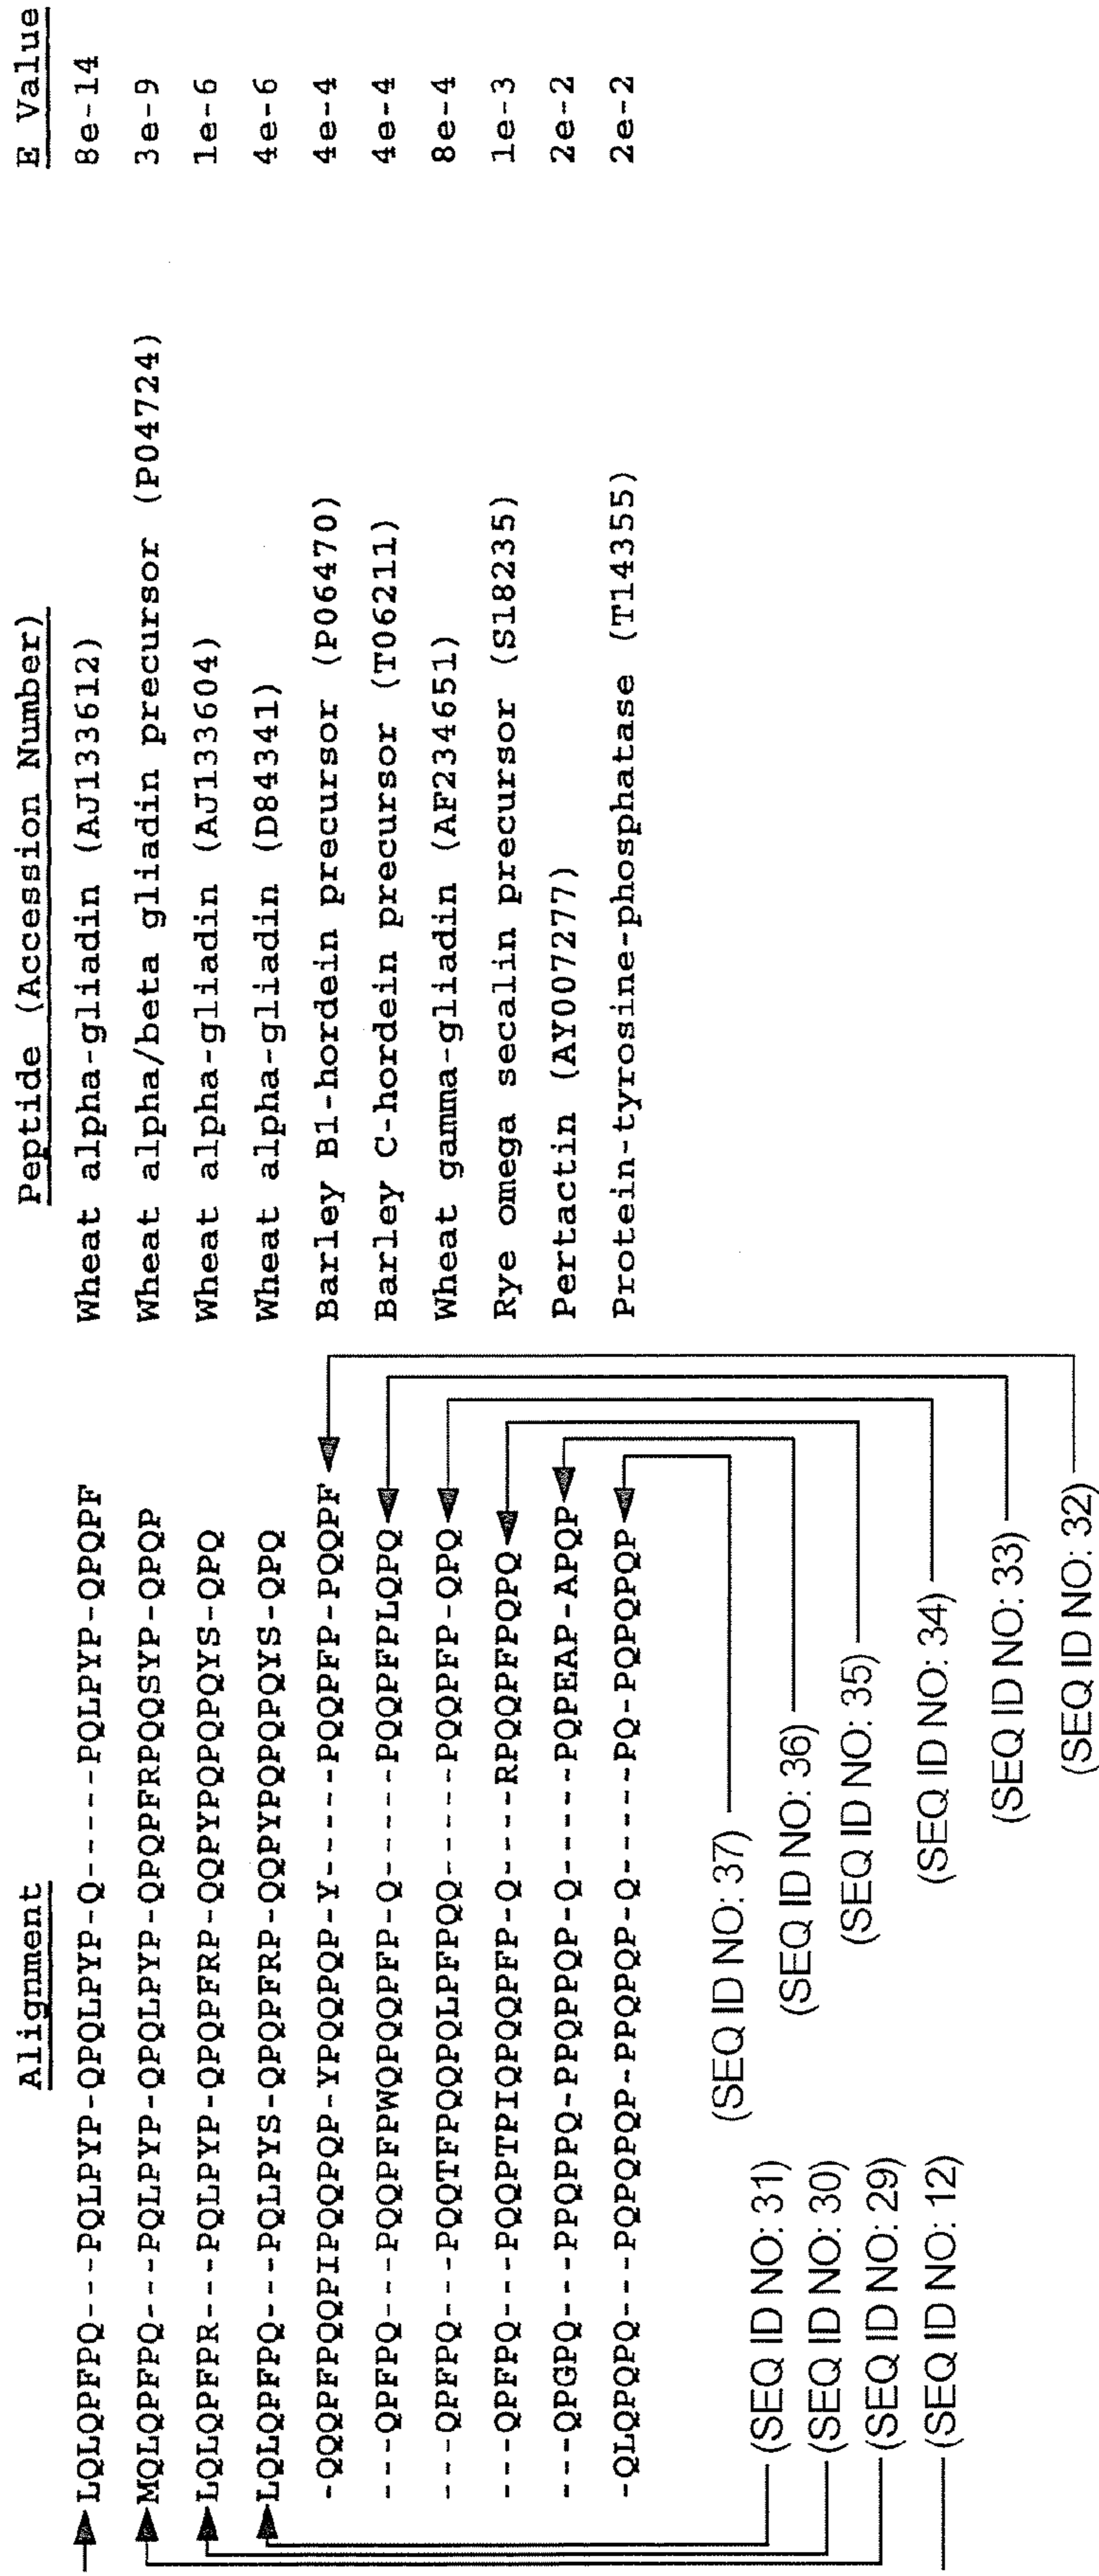 Alignment Peptide (Accession Number) E Value
LQLQPFPQ---PQLPYP-QPQLPYP-Q-----PQLPYP-QPQPF Wheat alpha-gliadin (AJ133612) 8e-14
MQLQPFPQ---PQLPYP-QPQLPYP-QPQPFRPQQSYP-QPQP Wheat alpha/beta gliadin precursor (P04724) 3e-9
LQLQPFPR---PQLPYP-QPQPFRP-QQPYPQPQPQYS-QPQ Wheat alpha-gliadin (AJ133604) 1e-6
LQLQPFPQ---PQLPYS-QPQPFRP-QQPYPQPQPQYS-QPQ Wheat alpha-gliadin (D84341) 4e-6
-QQQPFPQQPIPQQPQP-YPQQPQP-Y-----PQQPFP-PQQPF Barley B1-hordein precursor (P06470) 4e-4
---QPFPQ---PQQPFPWQPQQPFP-Q-----PQQPFPLQPQ Barley C-hordein precursor (T06211) 4e-4
---QPFPQ---PQQTFPQQPQLPFPQQ-----PQQPFP-QPQ Wheat gamma-gliadin (AF234651) 8e-4
---QPFPQ---PQQPTPIQPQQPFP-Q----RPQQPFPQPQ Rye omega secalin precursor (S18235) 1e-3
---QPGPQ---PPQPPQ-PPQPPQP-Q-----PQPEAP-APQP Pertactin (AY007277) 2e-2
-QLQPQPQ---PQPQPQP-PPQPQP-Q-----PQ-PQPQPQP Protein-tyrosine-phosphatase (T14355) 2e-2
(SEQ ID NO: 37)
(SEQ ID NO: 31) (SEQ ID NO: 36)
(SEQ ID NO: 30) (SEQ ID NO: 35)
(SEQ ID NO: 29) (SEQ ID NO: 34)
(SEQ ID NO: 12) (SEQ ID NO: 33)
(SEQ ID NO: 32)